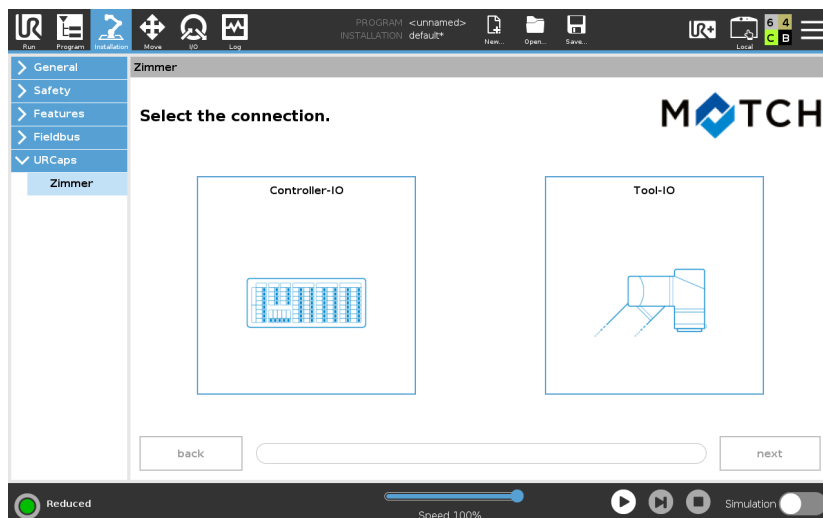 PROGRAM <unnamed>
INSTALLATION default*
Run Program Installation Move I/O Log New... Open... Save... UR+ Local 6 4 C B
General
Zimmer
Safety
Features
Fieldbus
URCaps
Zimmer
Select the connection.
MATCH
Controller-IO
Tool-IO
back
next
Reduced
Speed 100%
Simulation